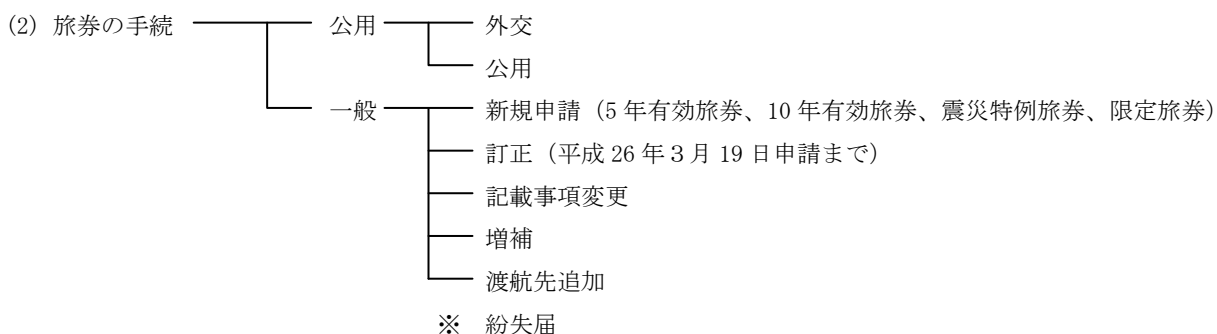 (2) 旅券の手続 公用 外交
公用
一般 新規申請（5 年有効旅券、10 年有効旅券、震災特例旅券、限定旅券）
訂正（平成 26 年３月 19 日申請まで）
記載事項変更
増補
渡航先追加
※ 紛失届